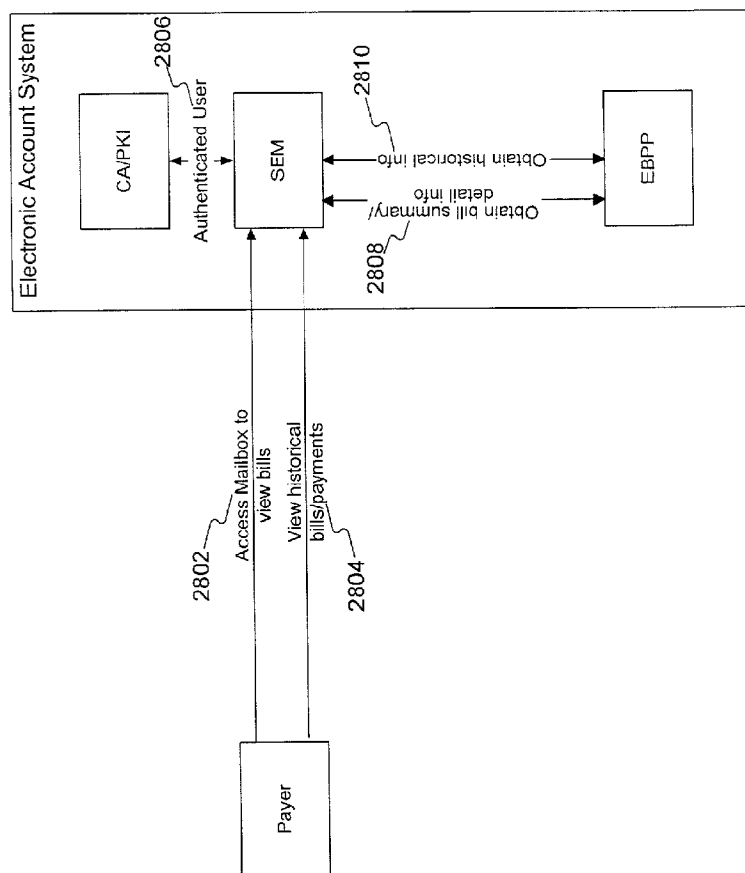 Electronic Account System
CA/PKI
2806
Authenticated User
SEM
2810
Obtain historical info
Obtain bill summary/
detail info
2808
EBPP
2802
Access Mailbox to
view bills
View historical
bills/payments
2804
Payer